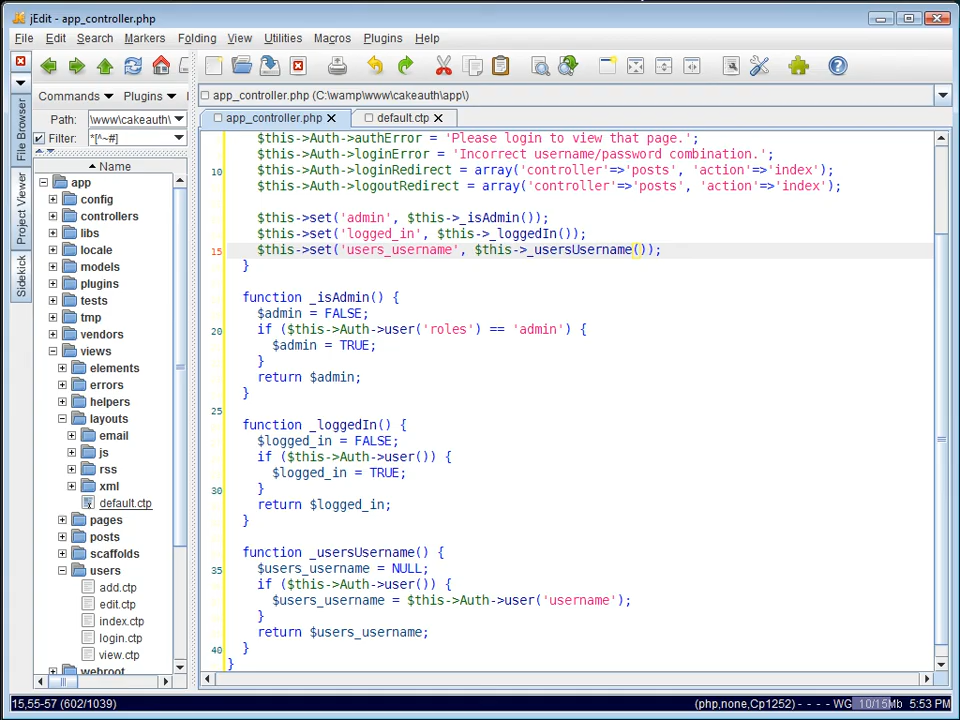 jEdit - app_controller.php
File Edit Search Markers Folding View Utilities Macros Plugins Help
Commands Plugins
app_controller.php (C:\wamp\www\cakeauth\app\)
Path: \www\cakeauth\
app_controller.php default.ctp
Filter: *[^~#]
File Browser
Project Viewer
Sidekick
Name
app
config
controllers
libs
locale
models
plugins
tests
tmp
vendors
views
elements
errors
helpers
layouts
email
js
rss
xml
default.ctp
pages
posts
scaffolds
users
add.ctp
edit.ctp
index.ctp
login.ctp
view.ctp
webroot
$this->Auth->authError = 'Please login to view that page.';
$this->Auth->loginError = 'Incorrect username/password combination.';
10 $this->Auth->loginRedirect = array('controller'=>'posts', 'action'=>'index');
$this->Auth->logoutRedirect = array('controller'=>'posts', 'action'=>'index');
$this->set('admin', $this->_isAdmin());
$this->set('logged_in', $this->_loggedIn());
15 $this->set('users_username', $this->_usersUsername());
}
function _isAdmin() {
$admin = FALSE;
20 if ($this->Auth->user('roles') == 'admin') {
$admin = TRUE;
}
return $admin;
}
25
function _loggedIn() {
$logged_in = FALSE;
if ($this->Auth->user()) {
$logged_in = TRUE;
30 }
return $logged_in;
}
function _usersUsername() {
35 $users_username = NULL;
if ($this->Auth->user()) {
$users_username = $this->Auth->user('username');
}
return $users_username;
40 }
}
15,55-57 (602/1039) (php,none,Cp1252) - - - - WG 10/15Mb 5:53 PM